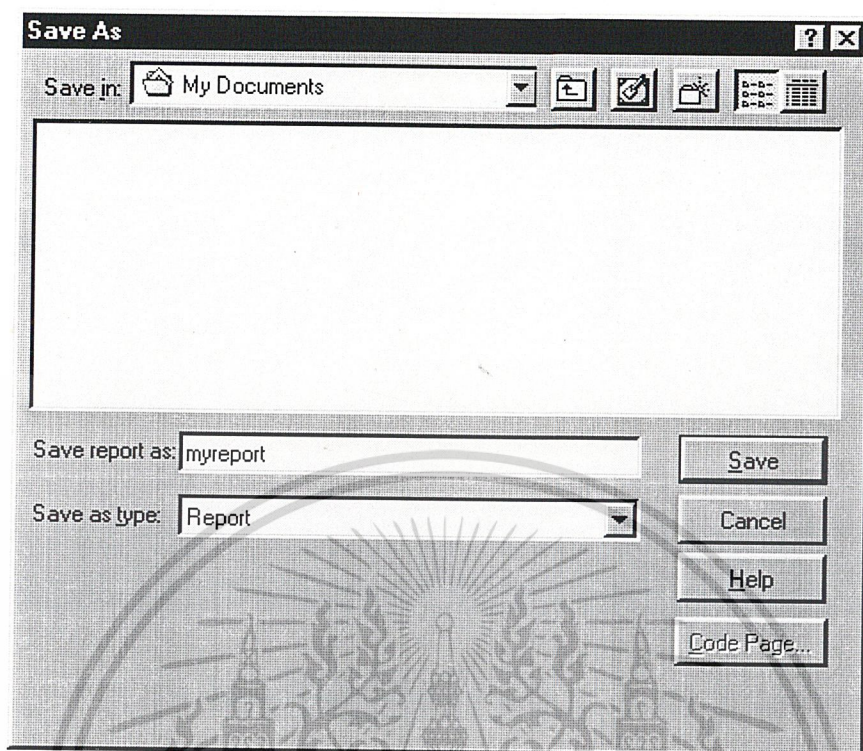 Save As
Save in: My Documents
Save report as: myreport
Save
Save as type: Report
Cancel
Help
Code Page...